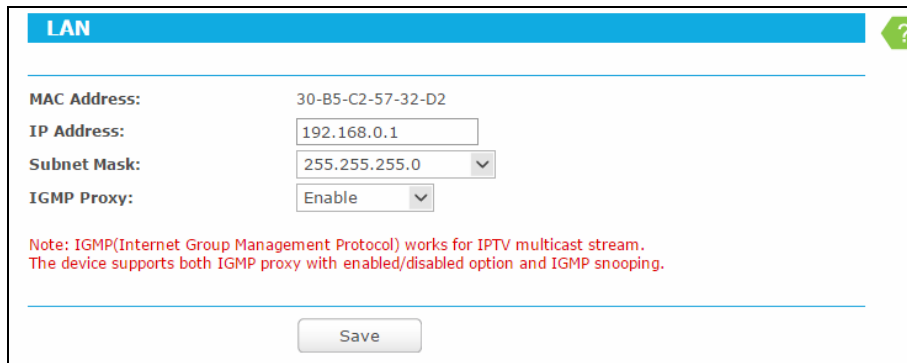 LAN
?
MAC Address: 30-B5-C2-57-32-D2
IP Address: 192.168.0.1
Subnet Mask: 255.255.255.0
IGMP Proxy: Enable
Note: IGMP(Internet Group Management Protocol) works for IPTV multicast stream.
The device supports both IGMP proxy with enabled/disabled option and IGMP snooping.
Save